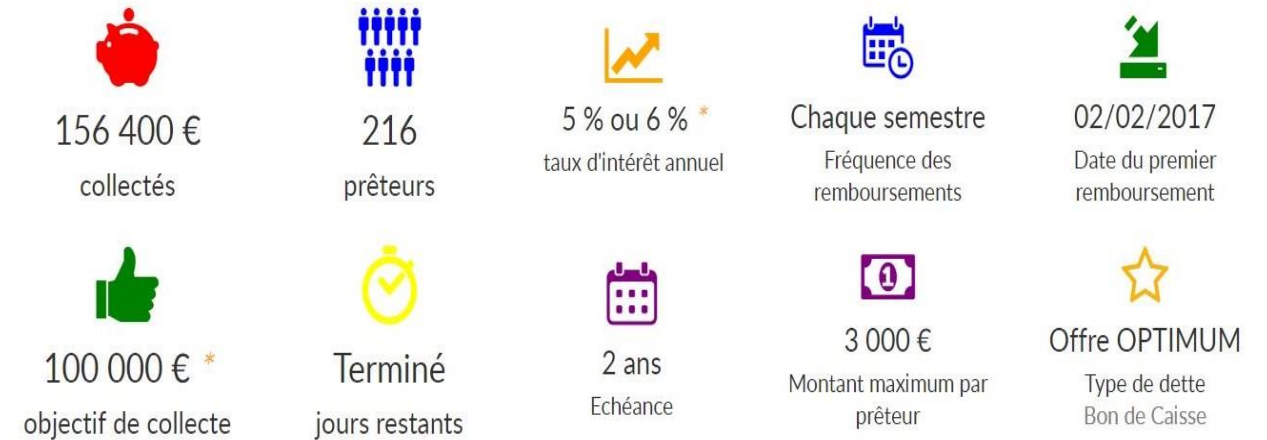 156 400 €
collectés
216
prêteurs
5 % ou 6 % *
taux d'intérêt annuel
Chaque semestre
Fréquence des
remboursements
02/02/2017
Date du premier
remboursement
100 000 € *
objectif de collecte
Terminé
jours restants
2 ans
Echéance
1
3 000 €
Montant maximum par
prêteur
Offre OPTIMUM
Type de dette
Bon de Caisse